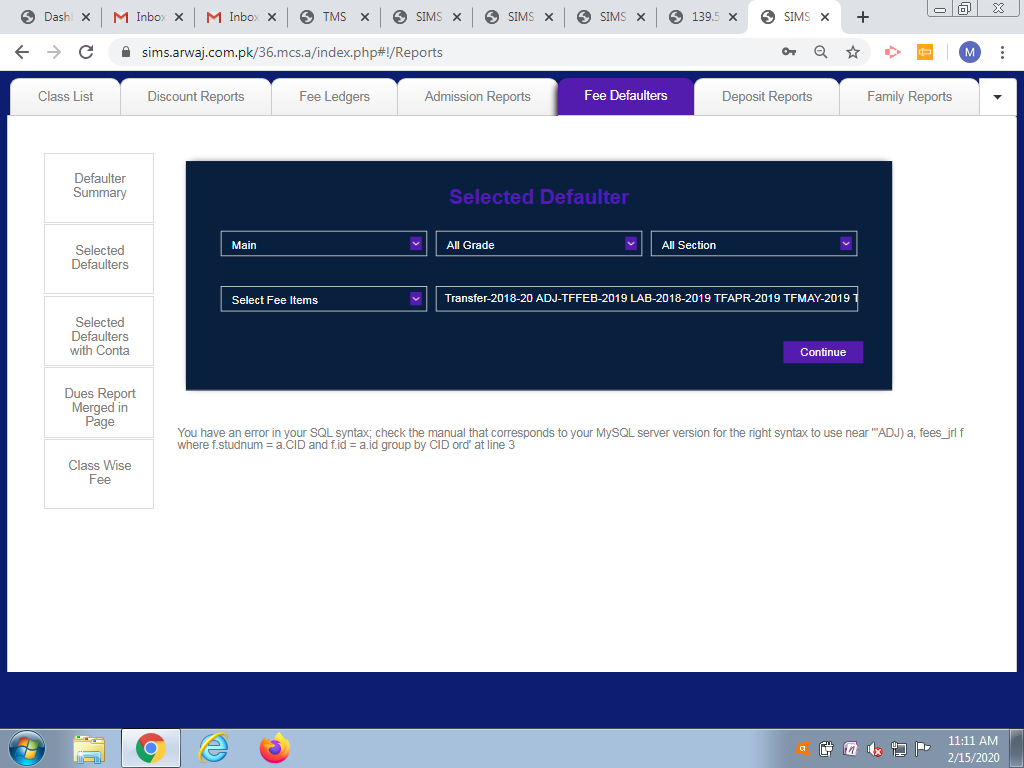 Dash
Inbox
Inbox
TMS
SIMS
SIMS
SIMS
139.5
SIMS
sims.arwaj.com.pk/36.mcs.a/index.php#!/Reports
M
Class List
Discount Reports
Fee Ledgers
Admission Reports
Fee Defaulters
Deposit Reports
Family Reports
Defaulter
Summary
Selected
Defaulters
Selected
Defaulters
with Conta
Dues Report
Merged in
Page
Class Wise
Fee
Selected Defaulter
Main
All Grade
All Section
Select Fee Items
Transfer-2018-20 ADJ-TFFEB-2019 LAB-2018-2019 TFAPR-2019 TFMAY-2019 T
Continue
You have an error in your SQL syntax; check the manual that corresponds to your MySQL server version for the right syntax to use near '''ADJ) a, fees_jrl f
where f.studnum = a.CID and f.id = a.id group by CID ord' at line 3
11:11 AM
2/15/2020